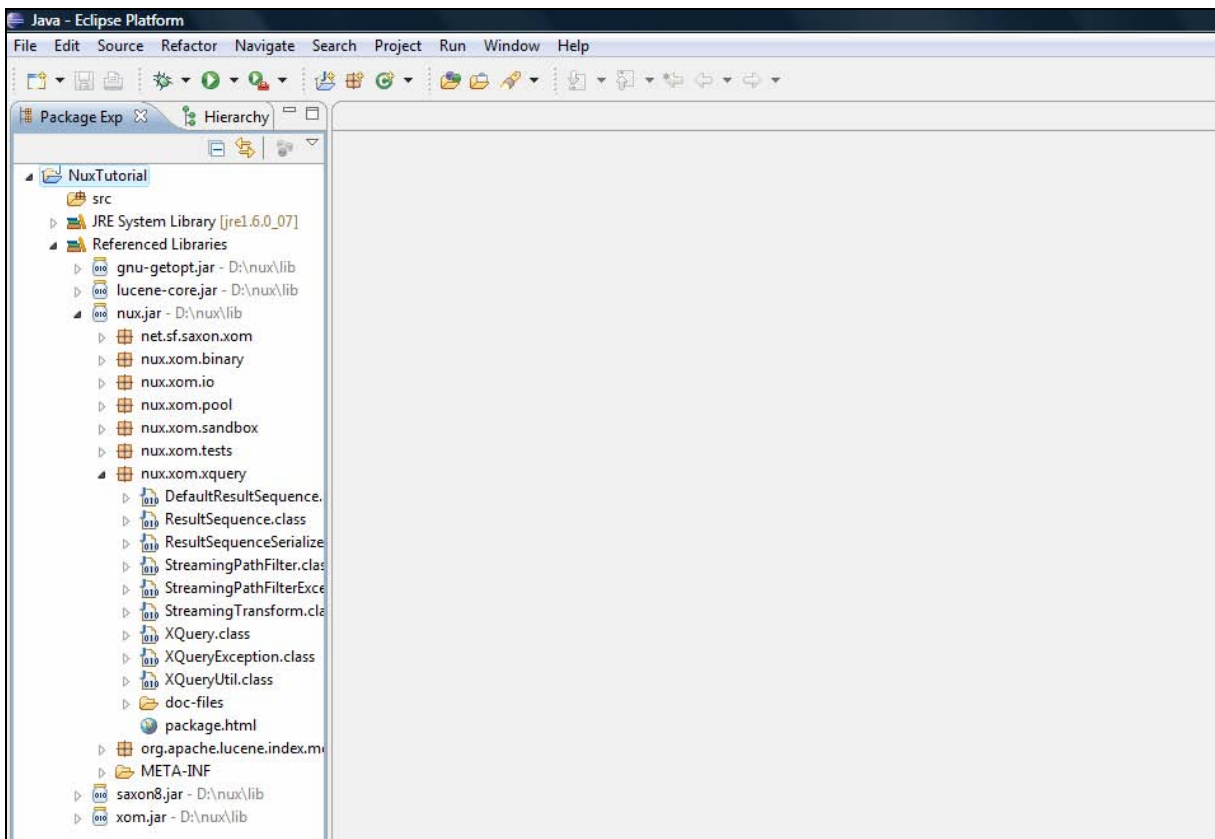 Java - Eclipse Platform
File Edit Source Refactor Navigate Search Project Run Window Help
Package Exp Hierarchy
NuxTutorial
src
JRE System Library [jre1.6.0_07]
Referenced Libraries
gnu-getopt.jar - D:\nux\lib
lucene-core.jar - D:\nux\lib
nux.jar - D:\nux\lib
net.sf.saxon.xom
nux.xom.binary
nux.xom.io
nux.xom.pool
nux.xom.sandbox
nux.xom.tests
nux.xom.xquery
DefaultResultSequence.
ResultSequence.class
ResultSequenceSerialize
StreamingPathFilter.clas
StreamingPathFilterExce
StreamingTransform.cla
XQuery.class
XQueryException.class
XQueryUtil.class
doc-files
package.html
org.apache.lucene.index.me
META-INF
saxon8.jar - D:\nux\lib
xom.jar - D:\nux\lib